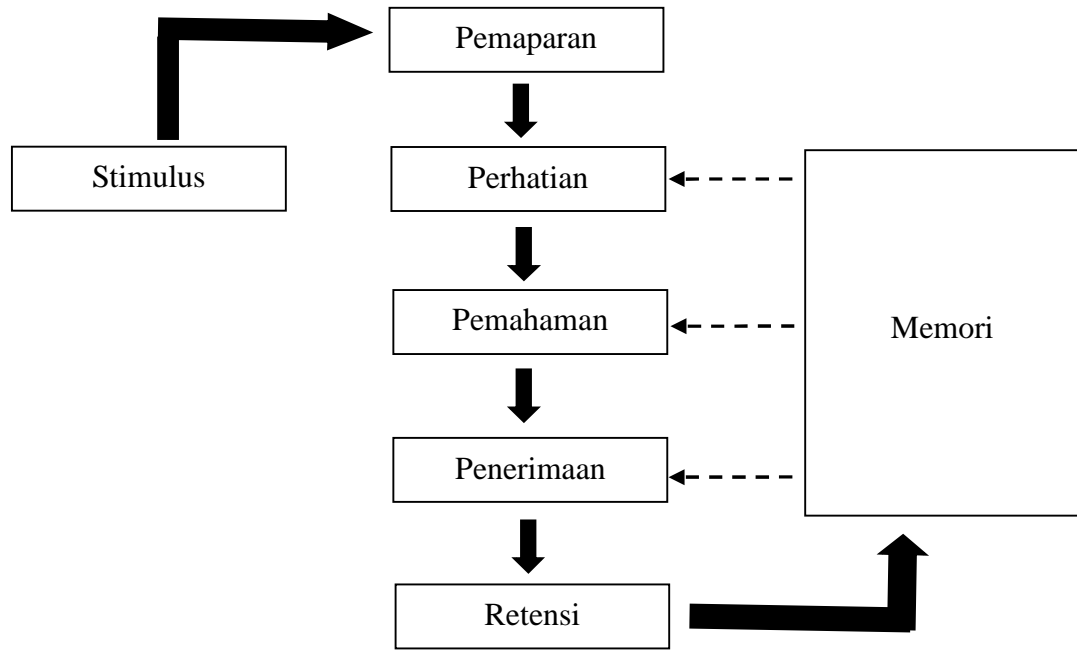 Pemaparan
Stimulus
Perhatian
Pemahaman
Memori
Penerimaan
Retensi